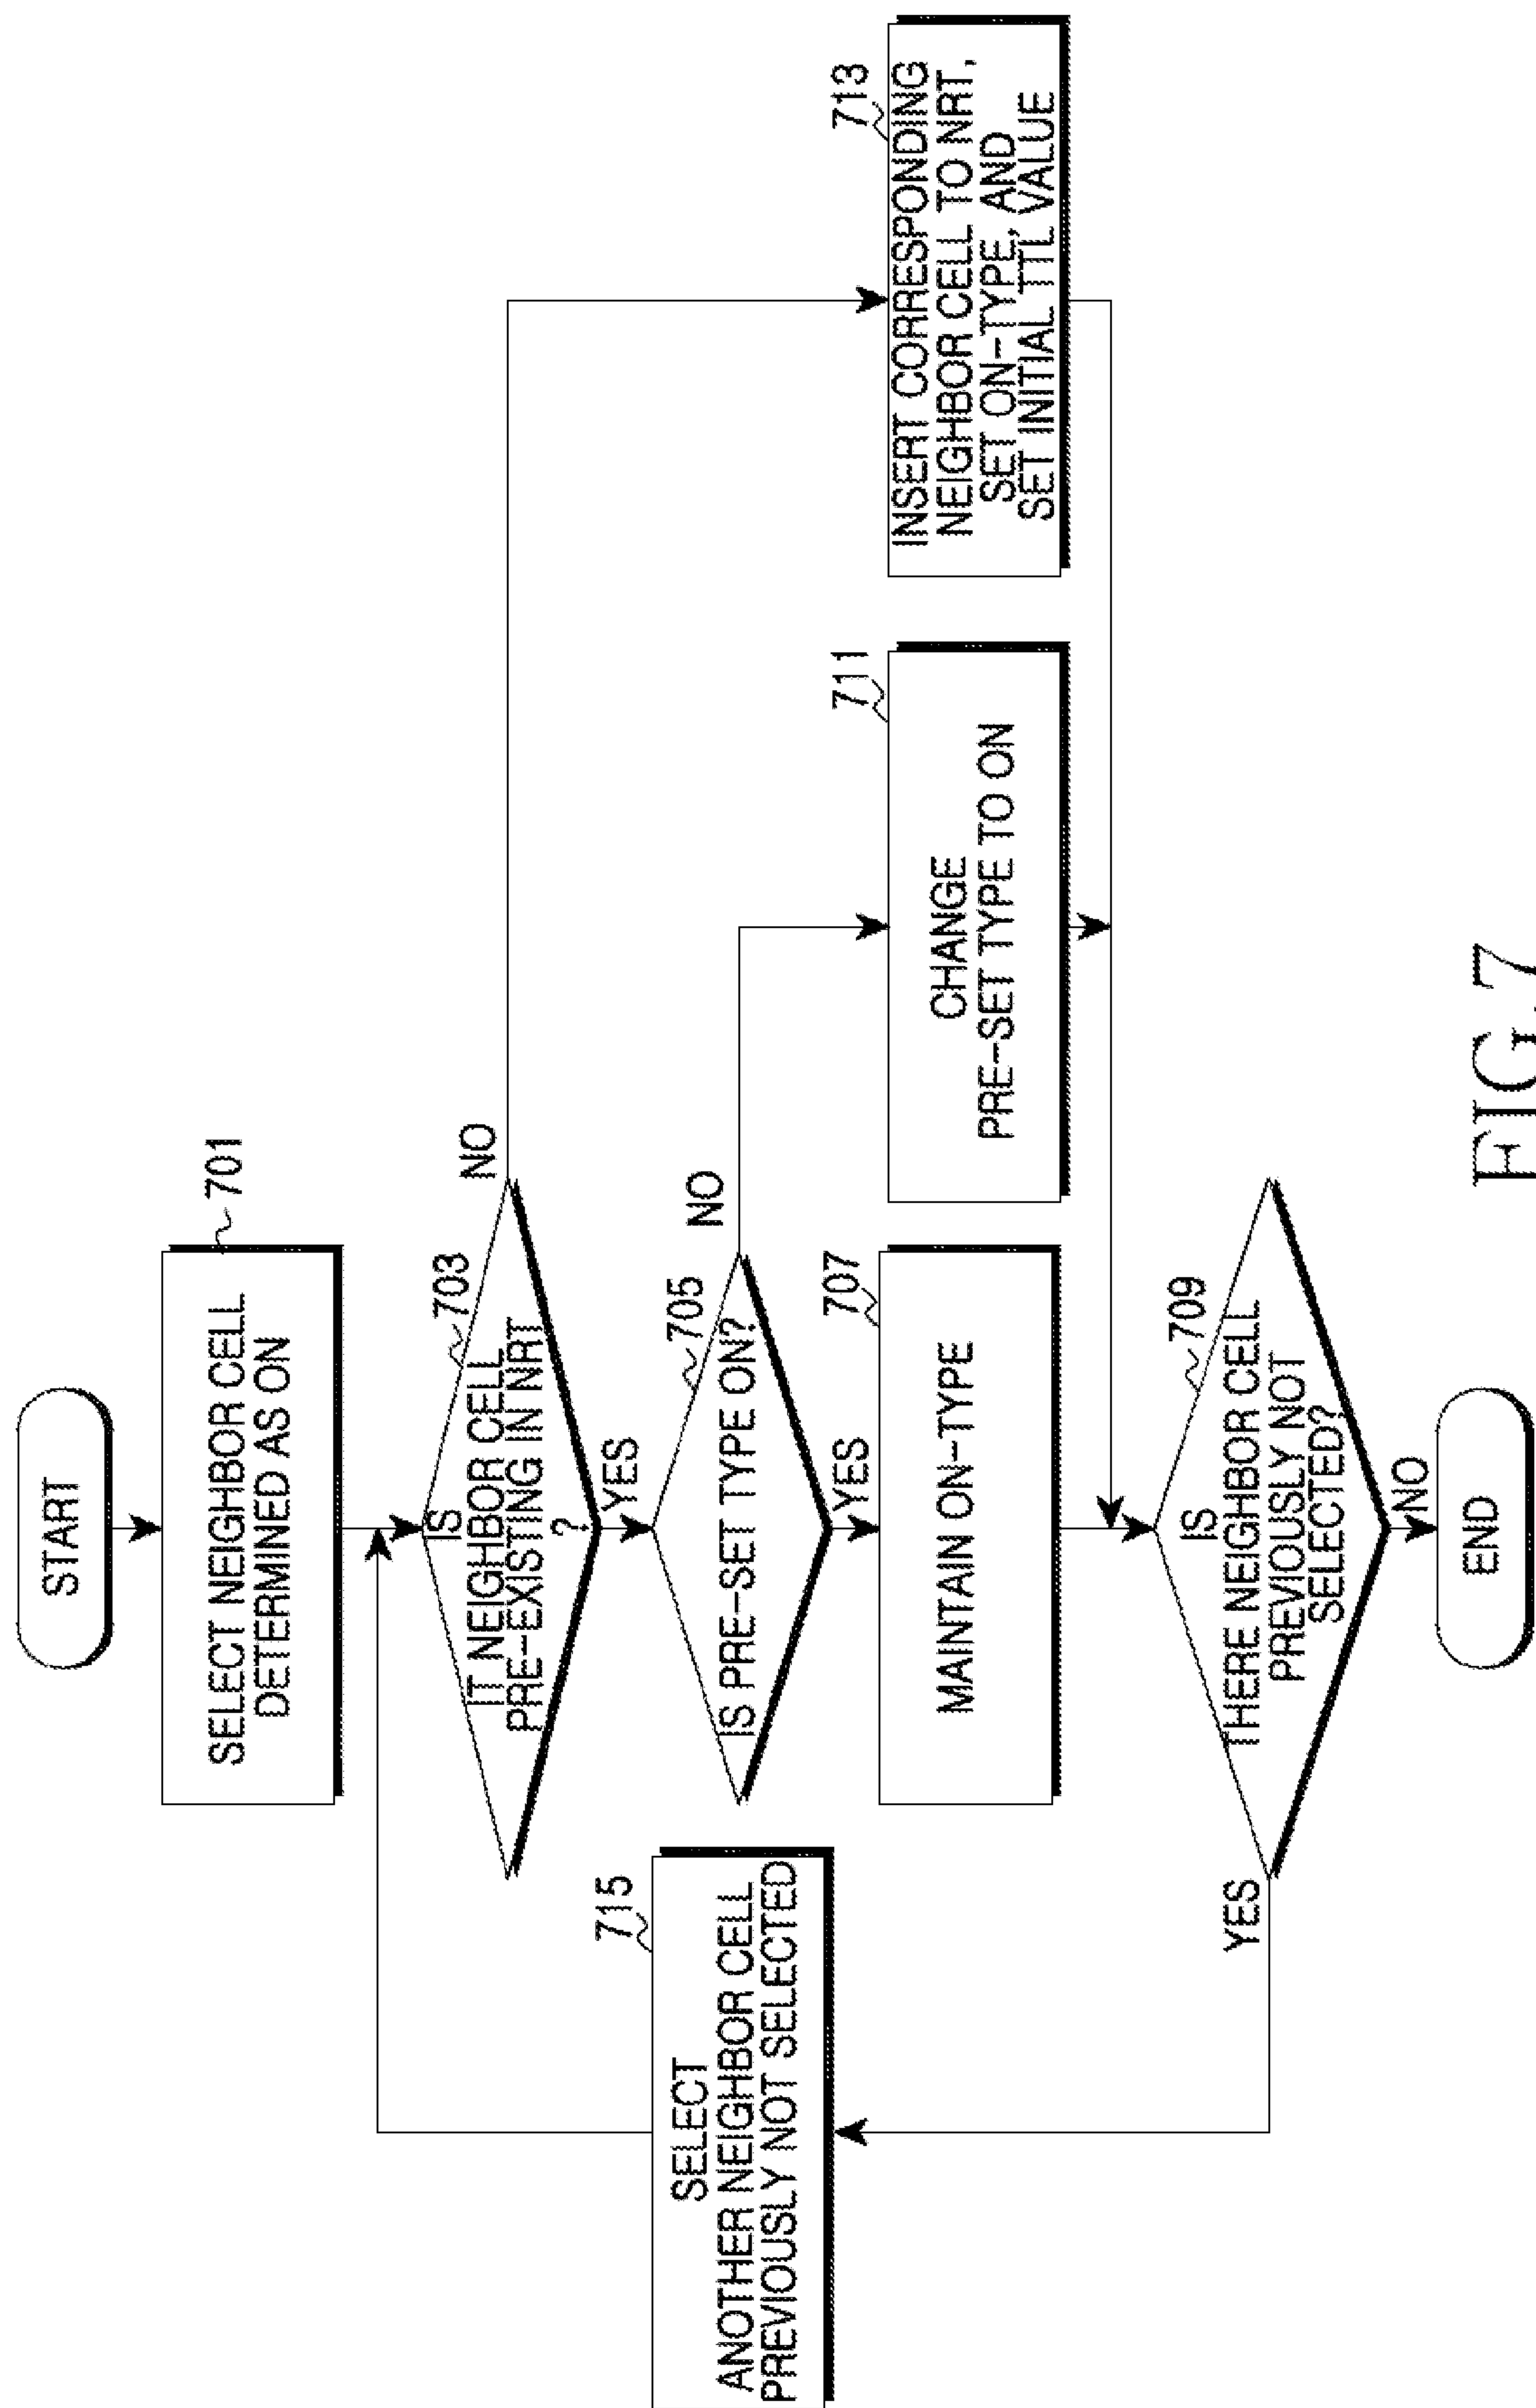 START
SELECT NEIGHBOR CELL
DETERMINED AS ON
701
IS
IT NEIGHBOR CELL
PRE-EXISTING IN NRT
?
703
NO
YES
IS PRE-SET TYPE ON?
705
NO
YES
MAINTAIN ON-TYPE
707
CHANGE
PRE-SET TYPE TO ON
711
INSERT CORRESPONDING
NEIGHBOR CELL TO NRT,
SET ON-TYPE, AND
SET INITIAL TTL VALUE
713
IS
THERE NEIGHBOR CELL
PREVIOUSLY NOT
SELECTED?
709
YES
NO
SELECT
ANOTHER NEIGHBOR CELL
PREVIOUSLY NOT SELECTED
715
END
FIG.7